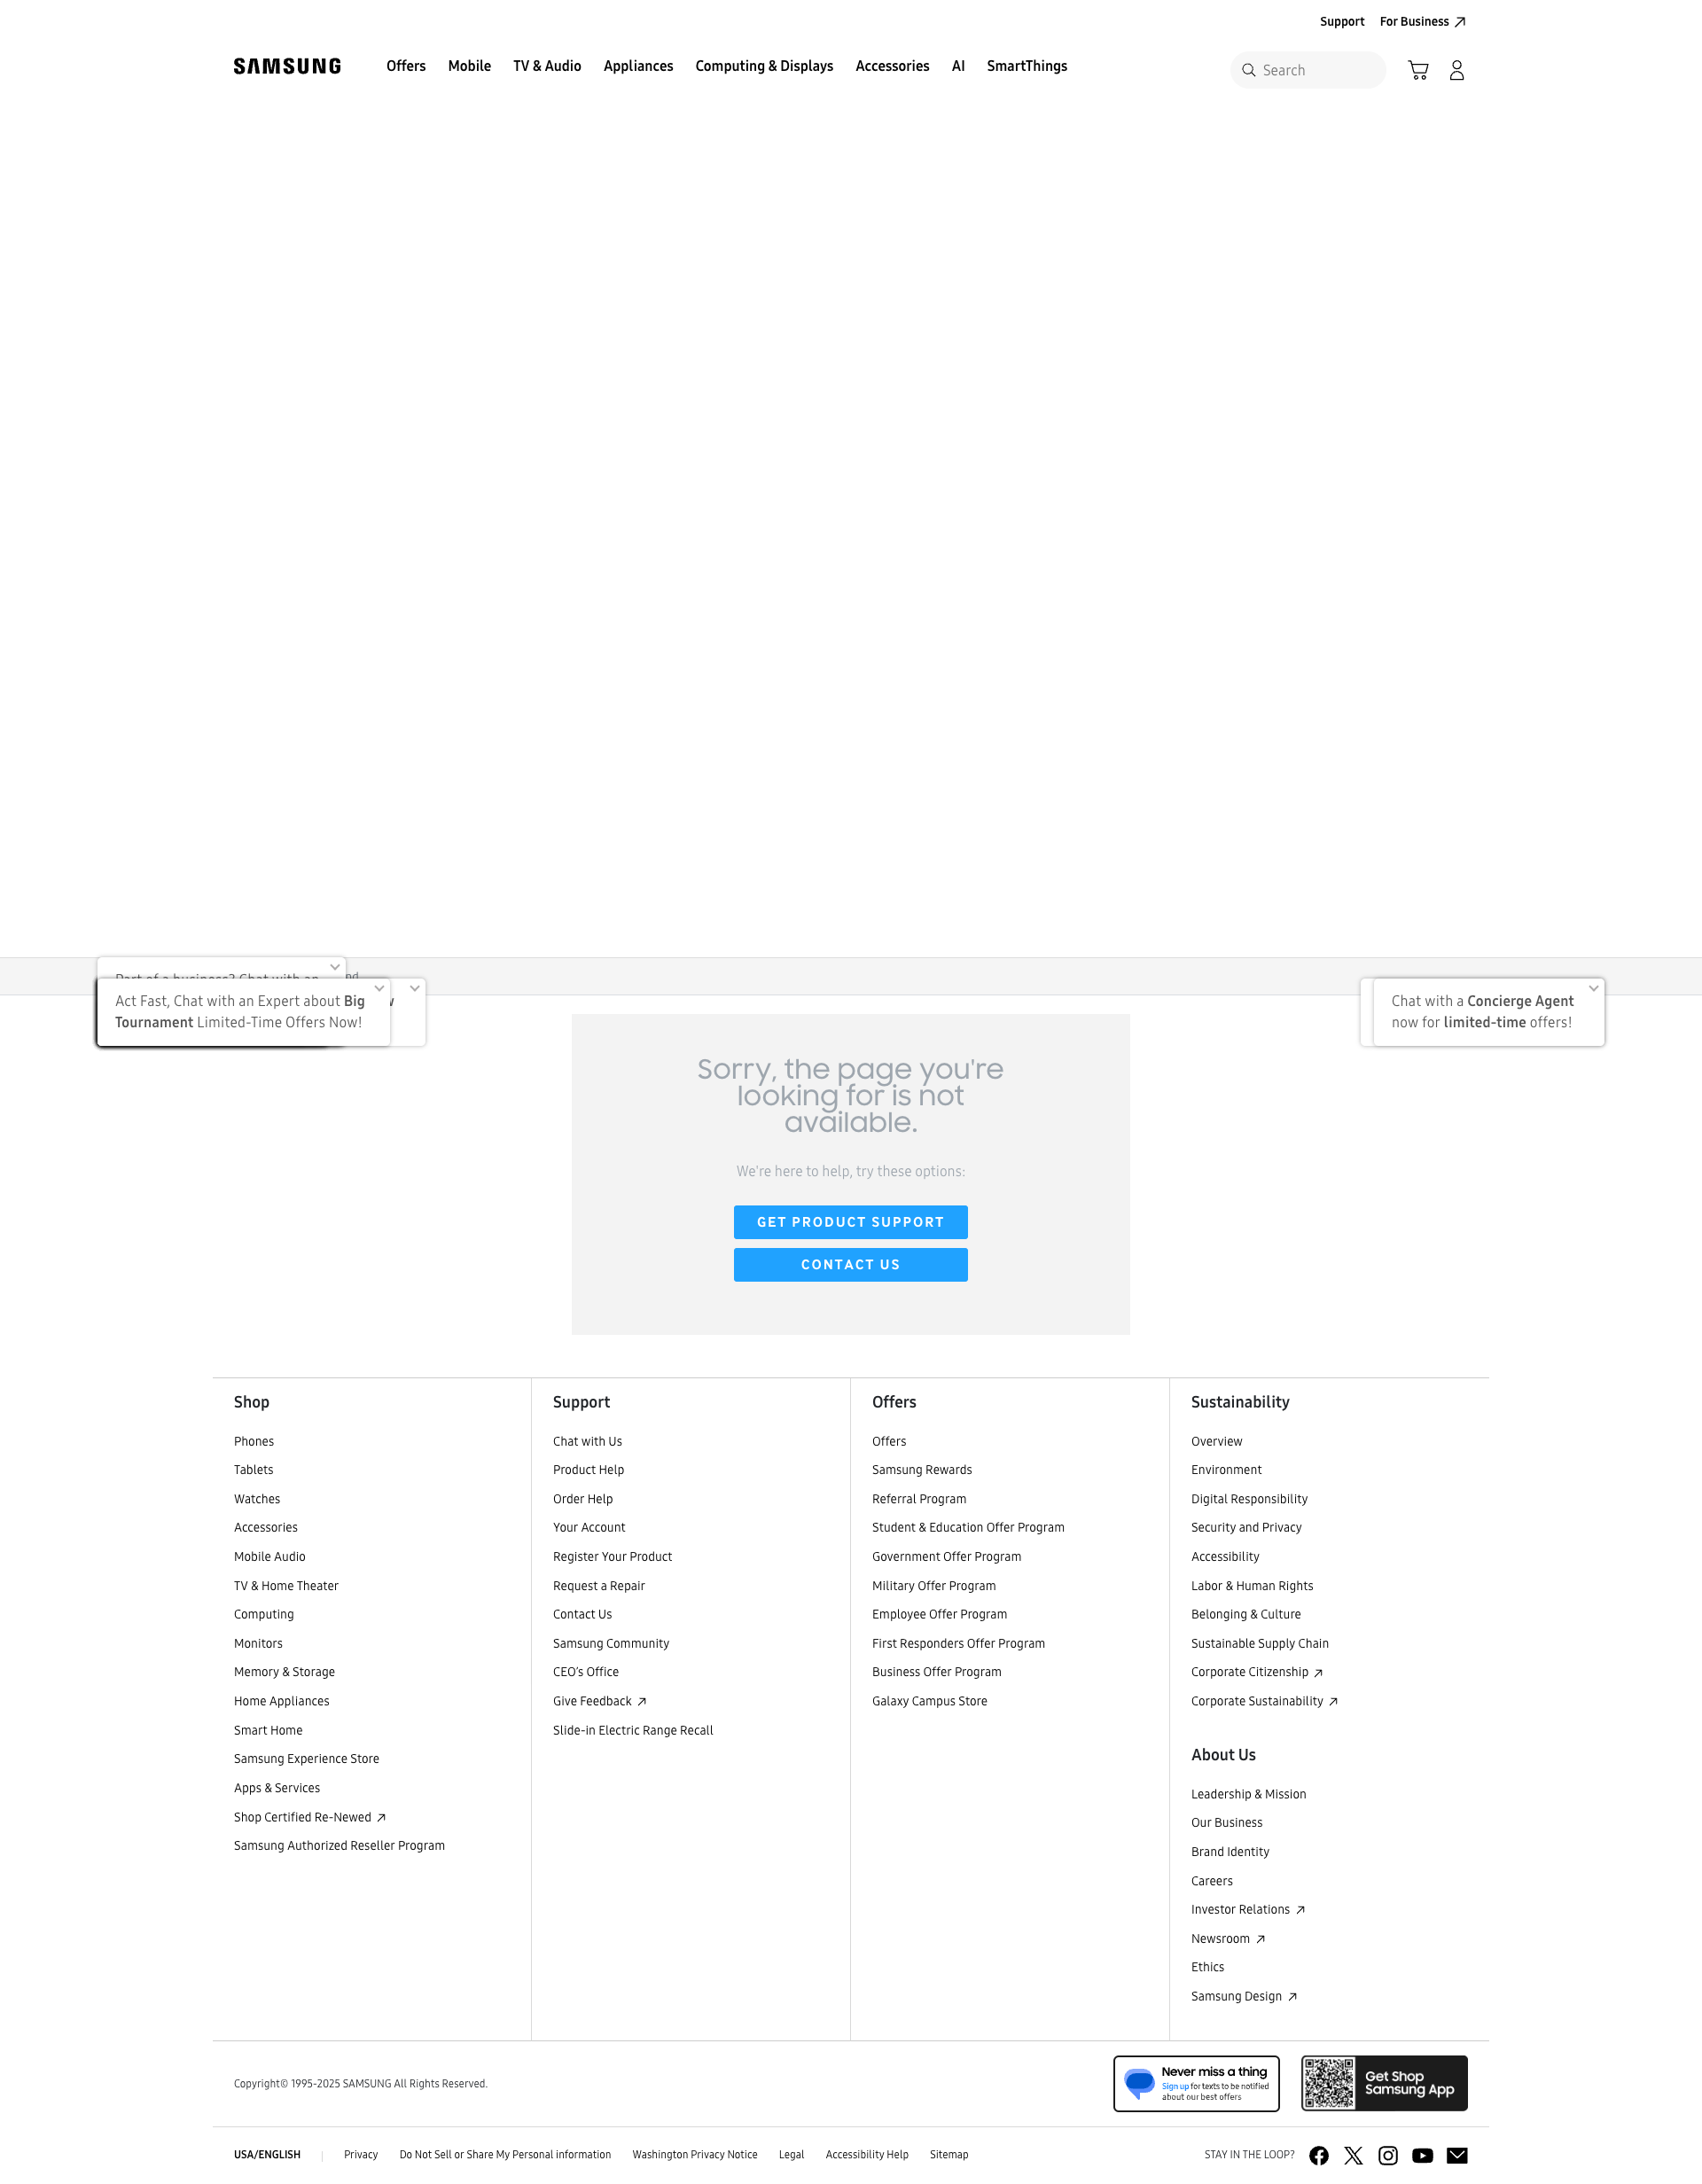 Support For Business
SAMSUNG Offers Mobile TV & Audio Appliances Computing & Displays Accessories AI SmartThings Search
Part of a business? Chat with an
Act Fast, Chat with an Expert about Big
Tournament Limited-Time Offers Now!
Chat with a Concierge Agent
now for limited-time offers!
Sorry, the page you're
looking for is not
available.
We're here to help, try these options:
GET PRODUCT SUPPORT
CONTACT US
Shop
Phones
Tablets
Watches
Accessories
Mobile Audio
TV & Home Theater
Computing
Monitors
Memory & Storage
Home Appliances
Smart Home
Samsung Experience Store
Apps & Services
Shop Certified Re-Newed
Samsung Authorized Reseller Program
Support
Chat with Us
Product Help
Order Help
Your Account
Register Your Product
Request a Repair
Contact Us
Samsung Community
CEO's Office
Give Feedback
Slide-in Electric Range Recall
Offers
Offers
Samsung Rewards
Referral Program
Student & Education Offer Program
Government Offer Program
Military Offer Program
Employee Offer Program
First Responders Offer Program
Business Offer Program
Galaxy Campus Store
Sustainability
Overview
Environment
Digital Responsibility
Security and Privacy
Accessibility
Labor & Human Rights
Belonging & Culture
Sustainable Supply Chain
Corporate Citizenship
Corporate Sustainability
About Us
Leadership & Mission
Our Business
Brand Identity
Careers
Investor Relations
Newsroom
Ethics
Samsung Design
Copyright© 1995-2025 SAMSUNG All Rights Reserved.
Never miss a thing
Sign up for texts to be notified
about our best offers
Get Shop
Samsung App
USA/ENGLISH Privacy Do Not Sell or Share My Personal information Washington Privacy Notice Legal Accessibility Help Sitemap STAY IN THE LOOP?